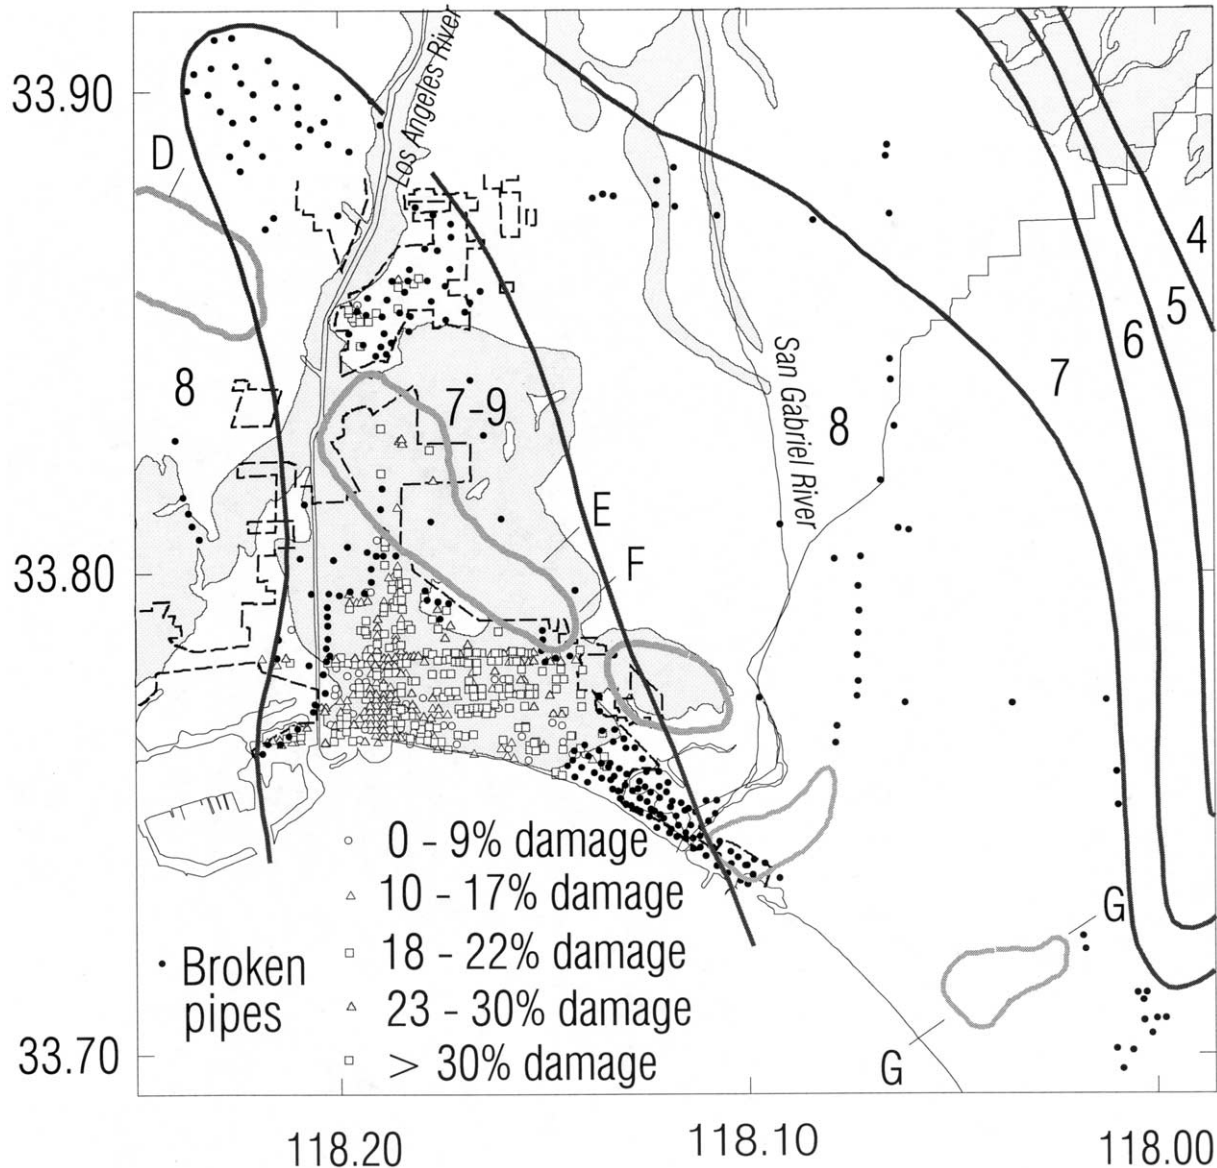 33.90
D
Los Angeles River
4
5
6
7
San Gabriel River
8
7-9
8
E
F
33.80
0 - 9% damage
10 - 17% damage
G
• Broken
pipes
18 - 22% damage
23 - 30% damage
> 30% damage
33.70
G
118.20
118.10
118.00